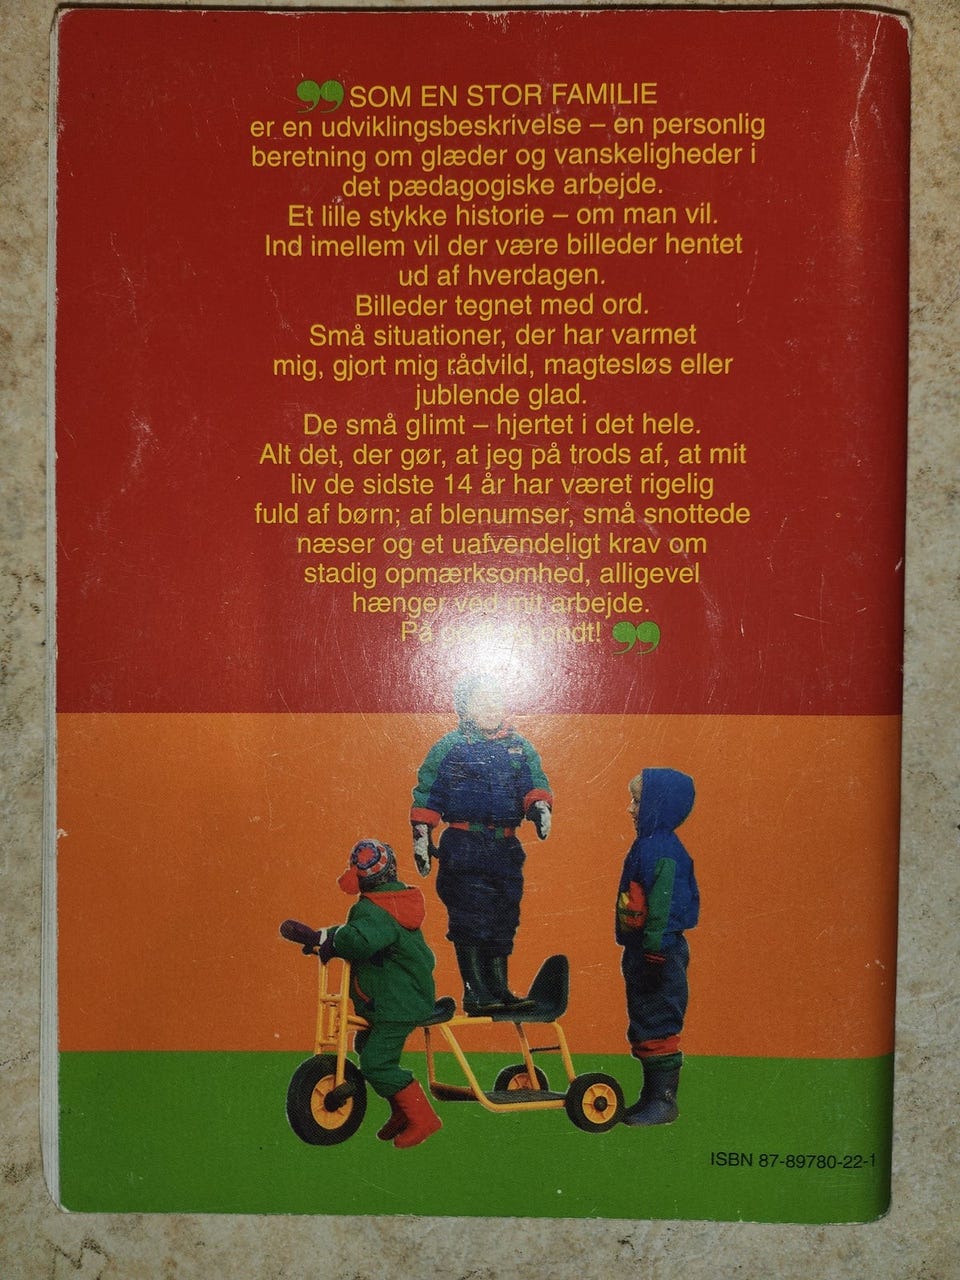 ”SOM EN STOR FAMILIE
er en udviklingsbeskrivelse – en personlig
beretning om glæder og vanskeligheder i
det pædagogiske arbejde.
Et lille stykke historie – om man vil.
Ind imellem vil der være billeder hentet
ud af hverdagen.
Billeder tegnet med ord.
Små situationer, der har varmet
mig, gjort mig rådvild, magtesløs eller
jublende glad.
De små glimt – hjertet i det hele.
Alt det, der gør, at jeg på trods af, at mit
liv de sidste 14 år har været rigelig
fuld af børn; af blenumser, små snottede
næser og et uafvendeligt krav om
stadig opmærksomhed, alligevel
hænger ved mit arbejde.
På godt og ondt! ”
ISBN 87-89780-22-1